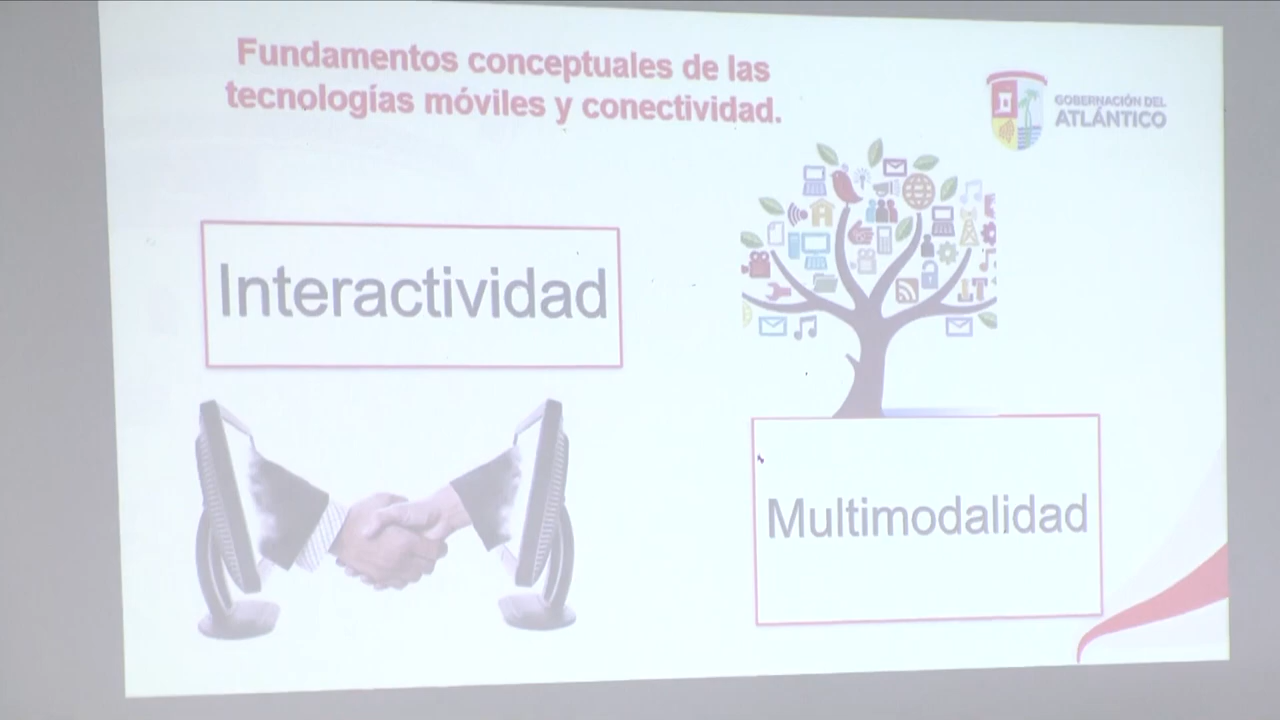 Fundamentos conceptuales de las
tecnologías móviles y conectividad.
GOBERNACIÓN DEL
ATLÁNTICO
Interactividad
Multimodalidad